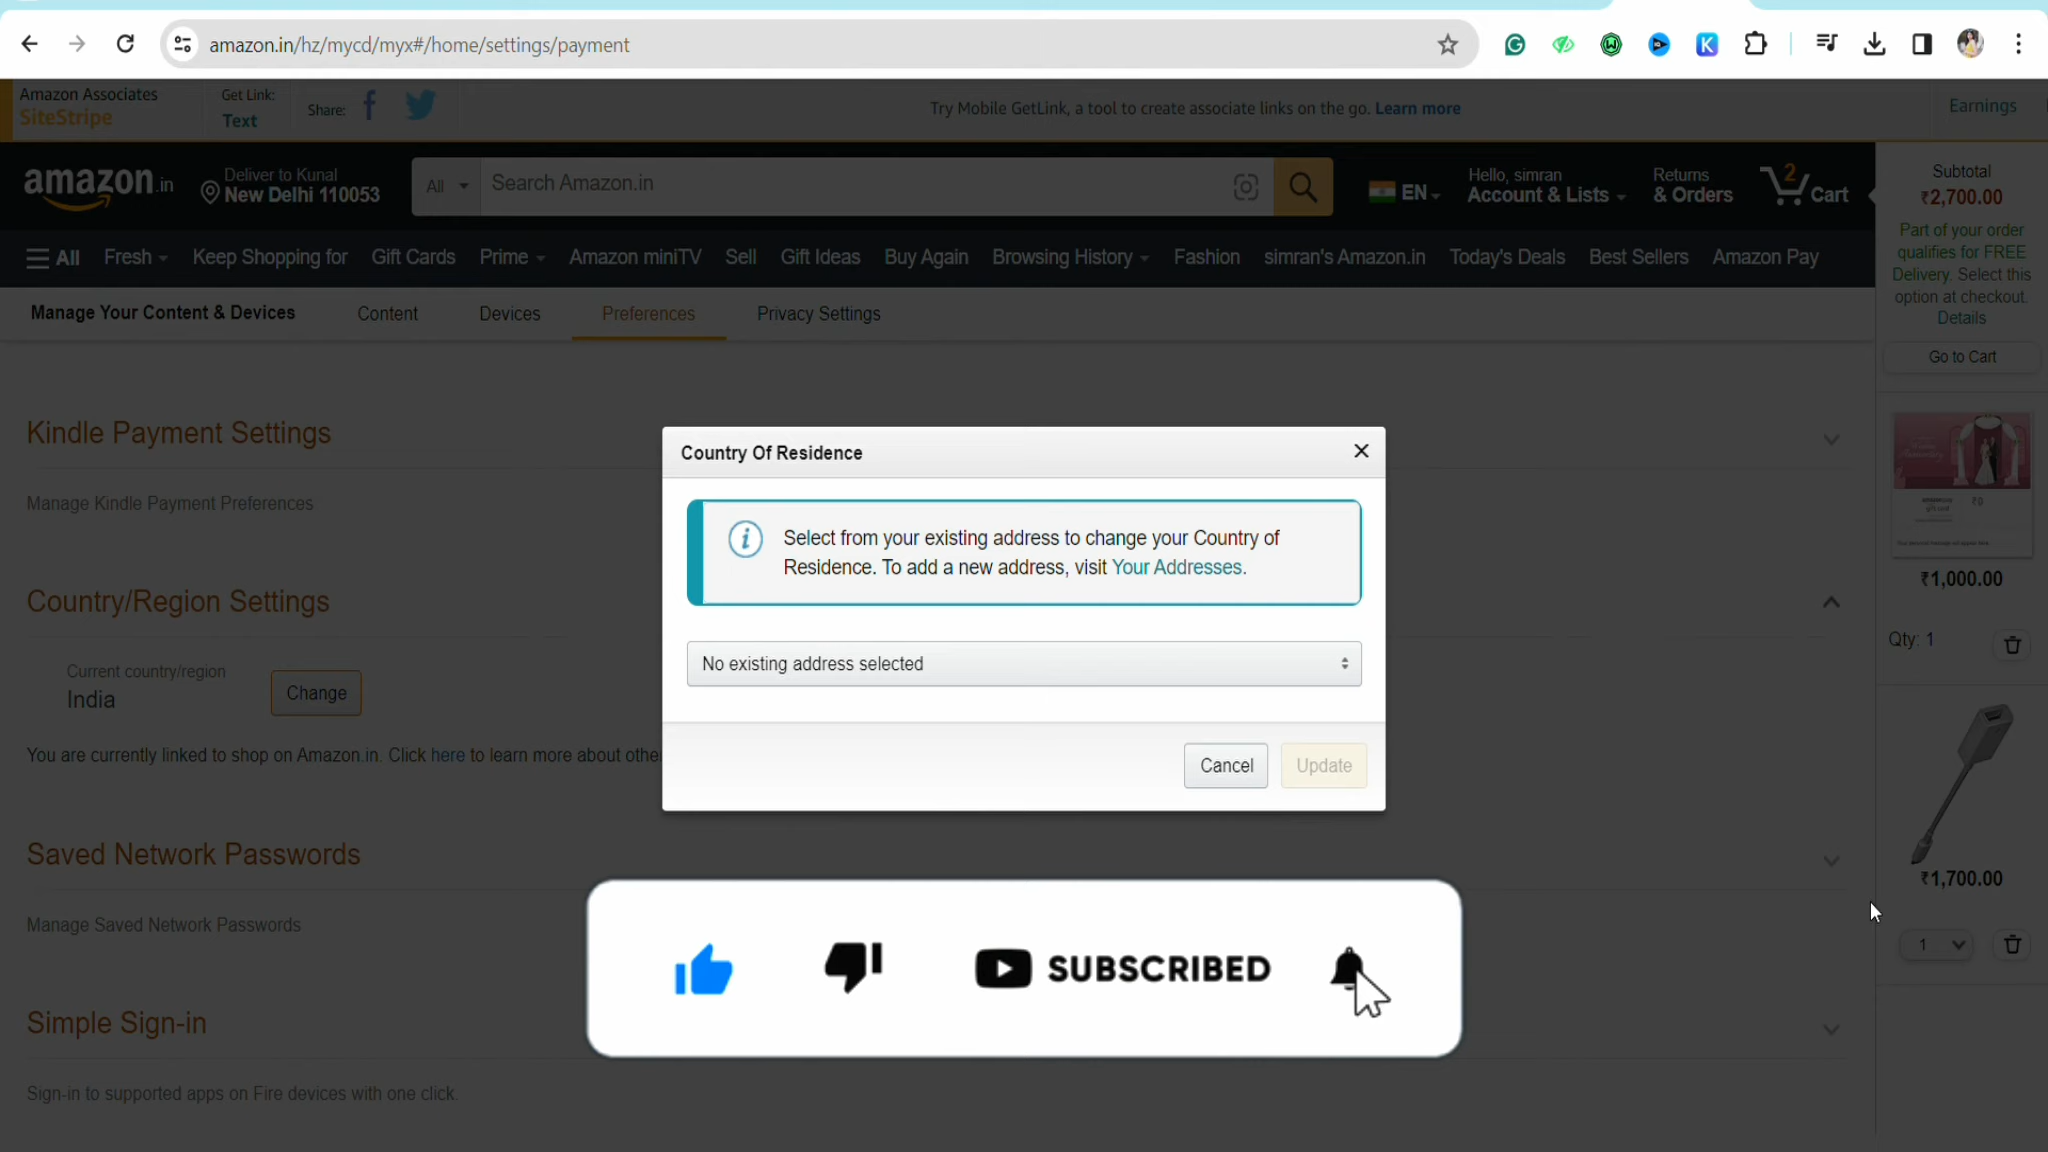 amazon.in/hz/mycd/myx#/home/settings/payment
Amazon Associates
SiteStripe
Get Link:
Text
Share:
Try Mobile GetLink, a tool to create associate links on the go. Learn more
Earnings
amazon.in
Deliver to Kunal
New Delhi 110053
All
Search Amazon.in
EN
Hello, simran
Account & Lists
Returns
& Orders
2
Cart
Subtotal
₹2,700.00
Part of your order
qualifies for FREE
Delivery. Select this
option at checkout.
Details
Go to Cart
All
Fresh
Keep Shopping for
Gift Cards
Prime
Amazon miniTV
Sell
Gift Ideas
Buy Again
Browsing History
Fashion
simran's Amazon.in
Today's Deals
Best Sellers
Amazon Pay
Manage Your Content & Devices
Content
Devices
Preferences
Privacy Settings
Kindle Payment Settings
Manage Kindle Payment Preferences
Country/Region Settings
Current country/region
India
Change
You are currently linked to shop on Amazon.in. Click here to learn more about other
Saved Network Passwords
Manage Saved Network Passwords
Simple Sign-in
Sign-in to supported apps on Fire devices with one click.
Country Of Residence
Select from your existing address to change your Country of
Residence. To add a new address, visit Your Addresses.
No existing address selected
Cancel
Update
SUBSCRIBED
₹0
₹1,000.00
Qty: 1
₹1,700.00
1